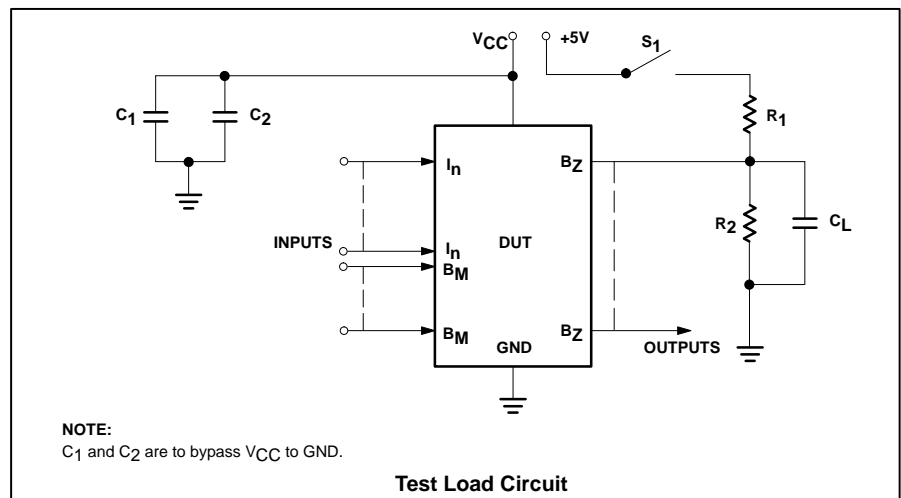 VCC
+5V
S1
C1
C2
R1
In
BZ
INPUTS
DUT
R2
CL
In
BM
BM
BZ
GND
OUTPUTS
NOTE:
C1 and C2 are to bypass VCC to GND.
Test Load Circuit